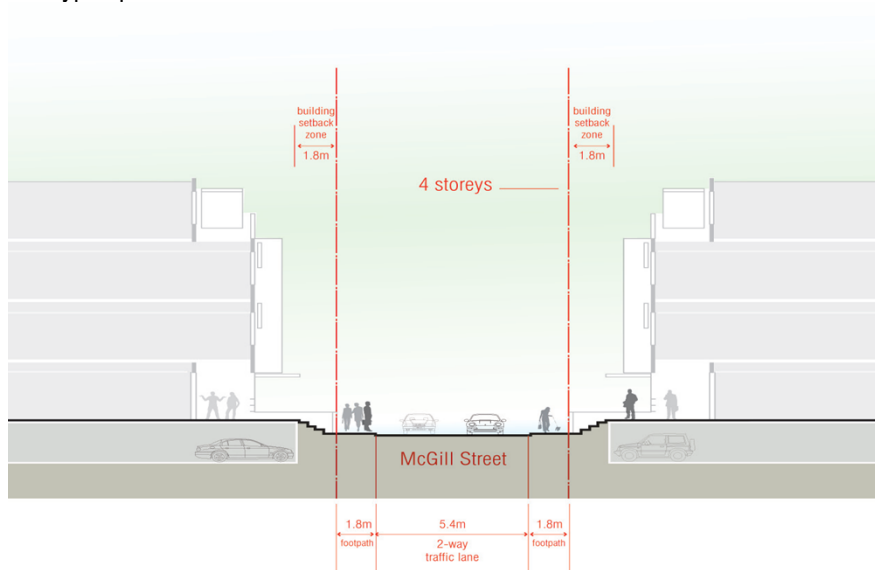 building
setback
zone
1.8m
building
setback
zone
1.8m
4 storeys
McGill Street
1.8m
footpath
5.4m
2-way
traffic lane
1.8m
footpath